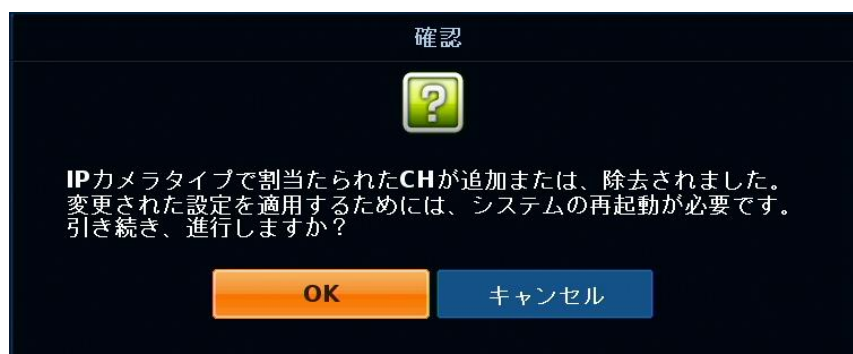 確認
IPカメラタイプで割当たられたCHが追加または、除去されました。
変更された設定を適用するためには、システムの再起動が必要です。
引き続き、進行しますか？
OK
キャンセル